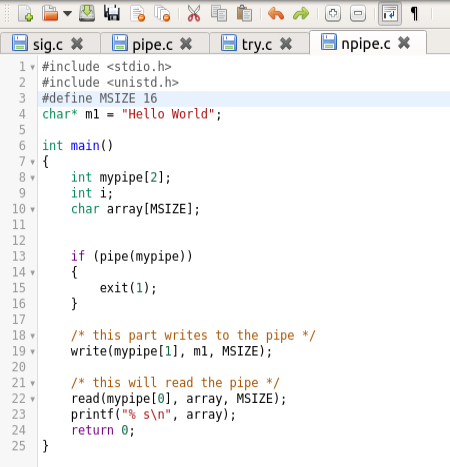 sig.c pipe.c try.c npipe.c
1 #include <stdio.h>
2 #include <unistd.h>
3 #define MSIZE 16
4 char* m1 = "Hello World";
5
6 int main()
7 {
8     int mypipe[2];
9     int i;
10     char array[MSIZE];
11
12
13     if (pipe(mypipe))
14     {
15         exit(1);
16     }
17
18     /* this part writes to the pipe */
19     write(mypipe[1], m1, MSIZE);
20
21     /* this will read the pipe */
22     read(mypipe[0], array, MSIZE);
23     printf("% s\n", array);
24     return 0;
25 }